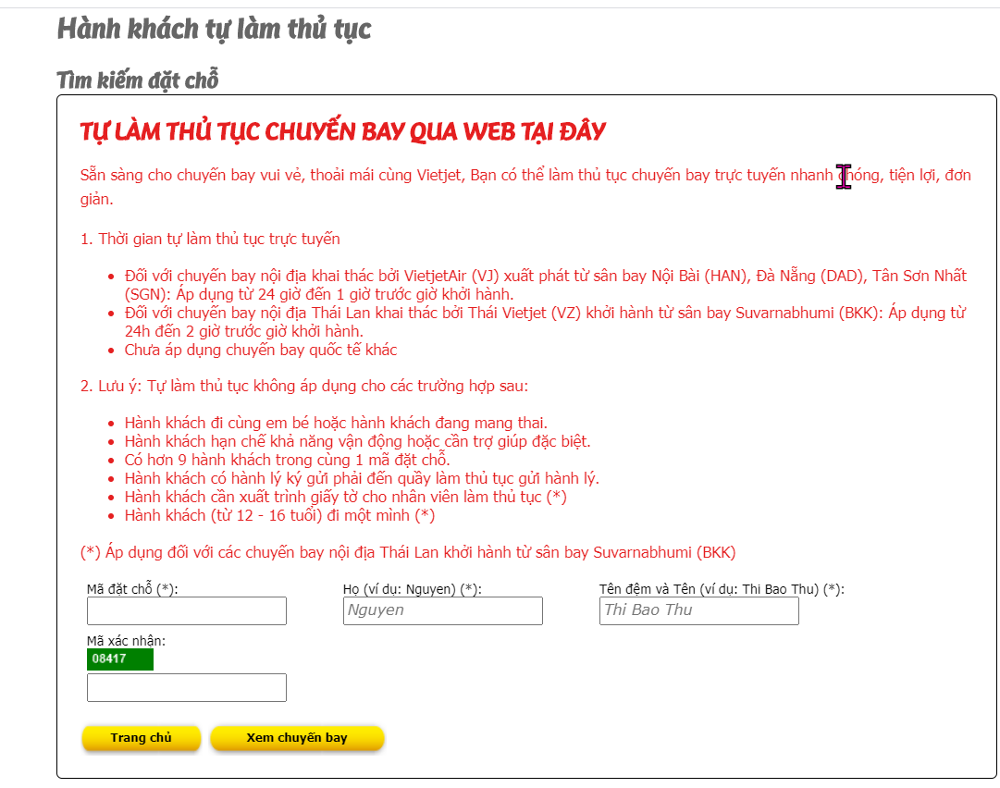 Hành khách tự làm thủ tục
Tìm kiếm đặt chỗ
TỰ LÀM THỦ TỤC CHUYẾN BAY QUA WEB TẠI ĐÂY
Sẵn sàng cho chuyến bay vui vẻ, thoải mái cùng Vietjet, Bạn có thể làm thủ tục chuyến bay trực tuyến nhanh chóng, tiện lợi, đơn
giản.
1. Thời gian tự làm thủ tục trực tuyến
• Đối với chuyến bay nội địa khai thác bởi VietjetAir (VJ) xuất phát từ sân bay Nội Bài (HAN), Đà Nẵng (DAD), Tân Sơn Nhất
(SGN): Áp dụng từ 24 giờ đến 1 giờ trước giờ khởi hành.
• Đối với chuyến bay nội địa Thái Lan khai thác bởi Thái Vietjet (VZ) khởi hành từ sân bay Suvarnabhumi (BKK): Áp dụng từ
24h đến 2 giờ trước giờ khởi hành.
• Chưa áp dụng chuyến bay quốc tế khác
2. Lưu ý: Tự làm thủ tục không áp dụng cho các trường hợp sau:
• Hành khách đi cùng em bé hoặc hành khách đang mang thai.
• Hành khách hạn chế khả năng vận động hoặc cần trợ giúp đặc biệt.
• Có hơn 9 hành khách trong cùng 1 mã đặt chỗ.
• Hành khách có hành lý ký gửi phải đến quầy làm thủ tục gửi hành lý.
• Hành khách cần xuất trình giấy tờ cho nhân viên làm thủ tục (*)
• Hành khách (từ 12 - 16 tuổi) đi một mình (*)
(*) Áp dụng đối với các chuyến bay nội địa Thái Lan khởi hành từ sân bay Suvarnabhumi (BKK)
Mã đặt chỗ (*): Họ (ví dụ: Nguyen) (*): Tên đệm và Tên (ví dụ: Thi Bao Thu) (*):
Nguyen Thi Bao Thu
Mã xác nhận:
08417
Trang chủ Xem chuyến bay